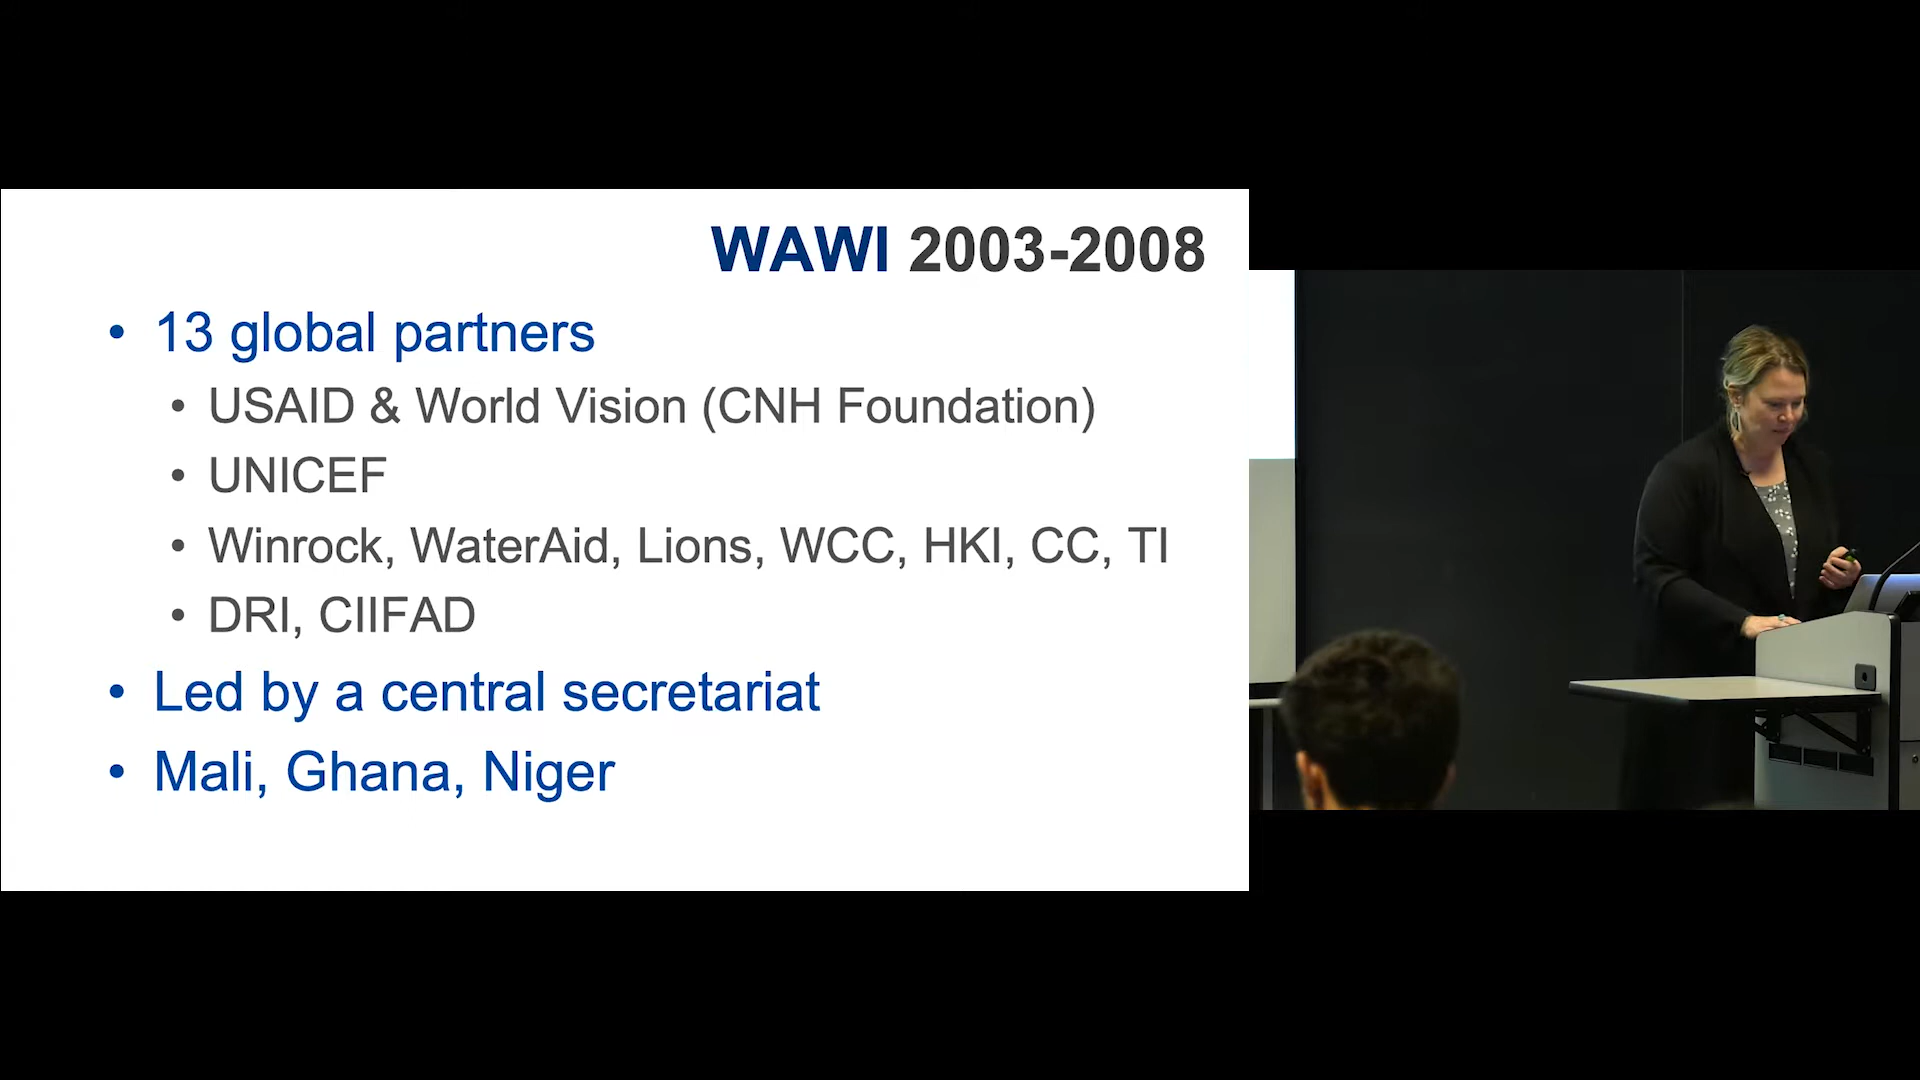 WAWI 2003-2008
• 13 global partners
• USAID & World Vision (CNH Foundation)
• UNICEF
• Winrock, WaterAid, Lions, WCC, HKI, CC, TI
• DRI, CIIFAD
• Led by a central secretariat
• Mali, Ghana, Niger